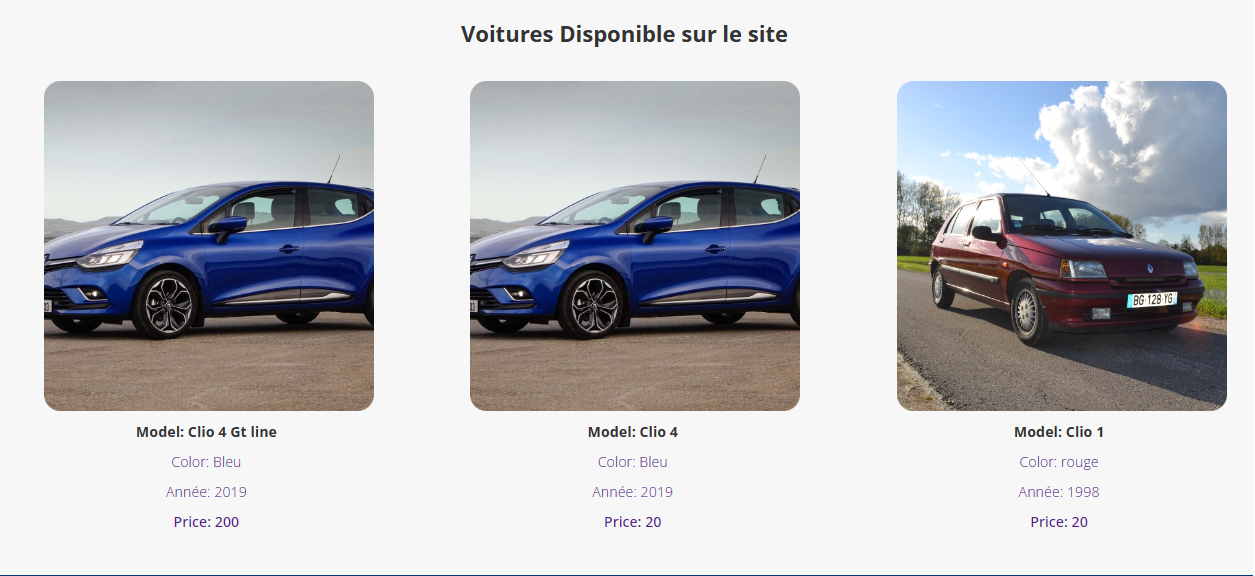 Voitures Disponible sur le site
BG-128-YG
Model: Clio 4 Gt line
Color: Bleu
Année: 2019
Price: 200
Model: Clio 4
Color: Bleu
Année: 2019
Price: 20
Model: Clio 1
Color: rouge
Année: 1998
Price: 20